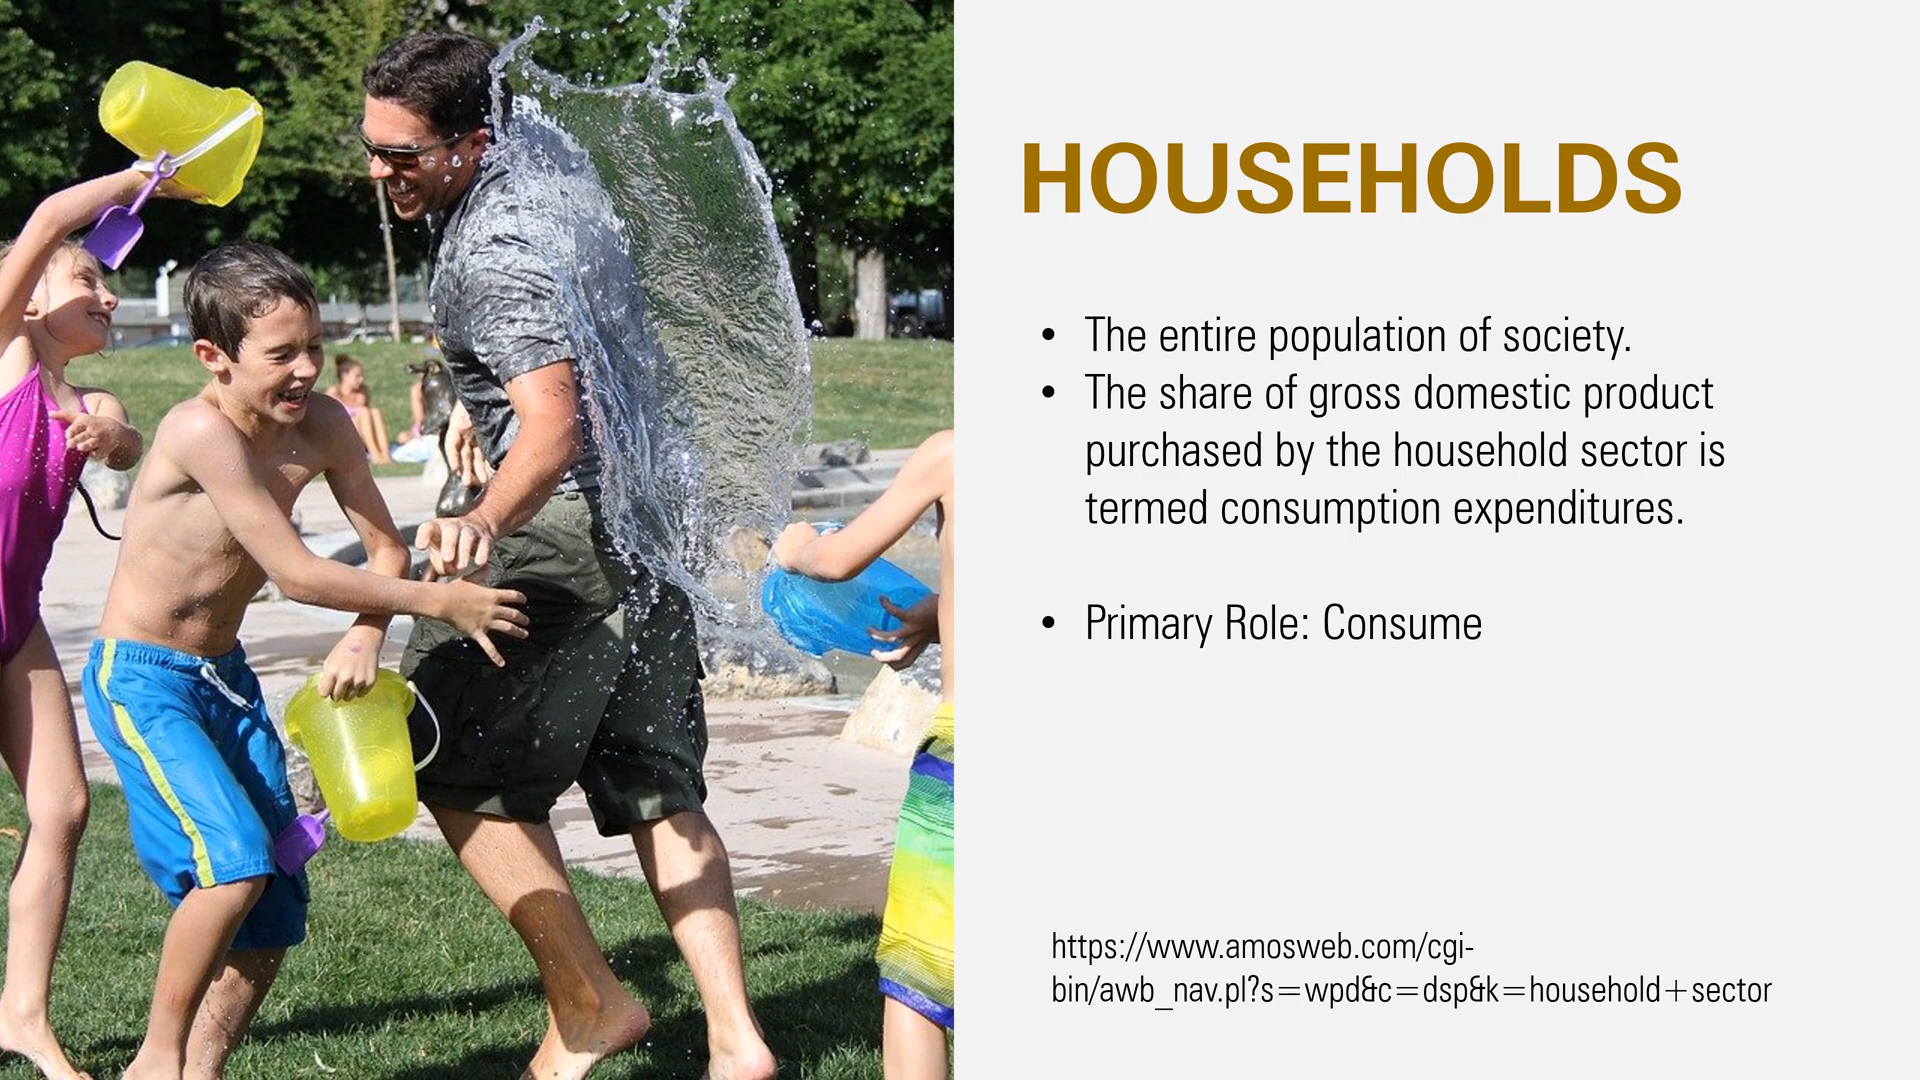 HOUSEHOLDS
• The entire population of society.
• The share of gross domestic product
purchased by the household sector is
termed consumption expenditures.
• Primary Role: Consume
https://www.amosweb.com/cgi-
bin/awb_nav.pl?s=wpd&c=dsp&k=household+sector